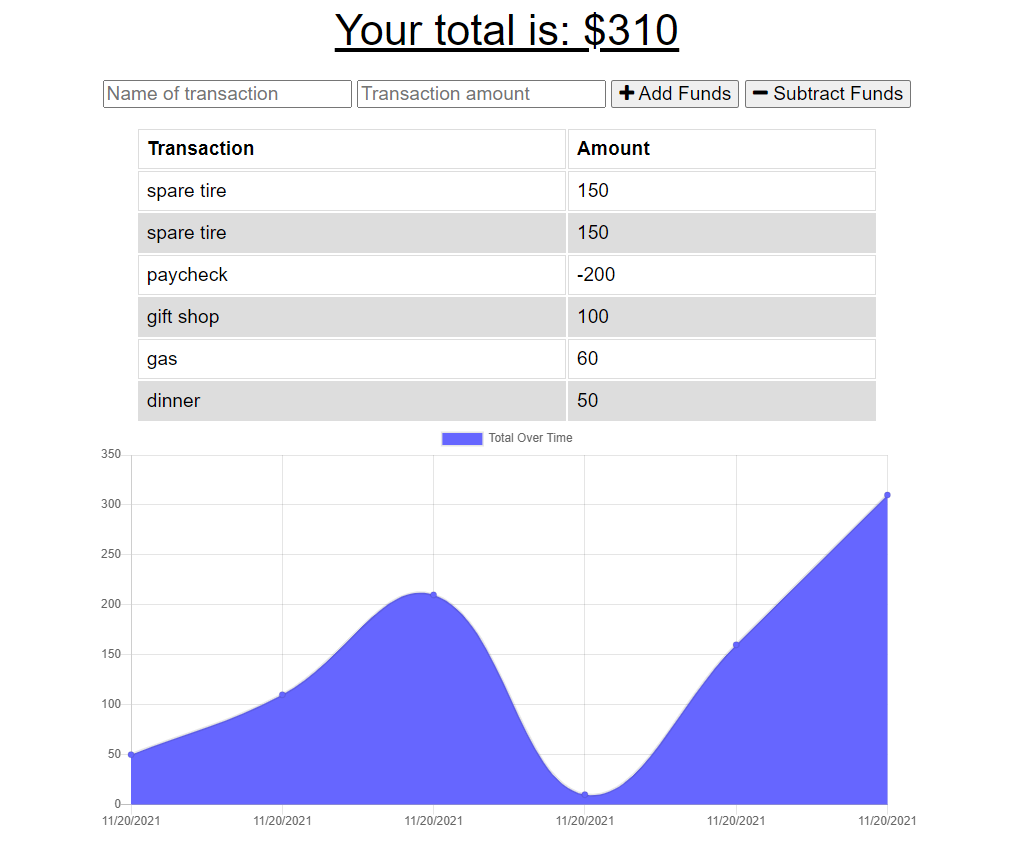 Your total is: $310
Name of transaction Transaction amount Add Funds Subtract Funds
Transaction Amount
spare tire 150
spare tire 150
paycheck -200
gift shop 100
gas 60
dinner 50
Total Over Time
350
300
250
200
150
100
50
0
11/20/2021 11/20/2021 11/20/2021 11/20/2021 11/20/2021 11/20/2021